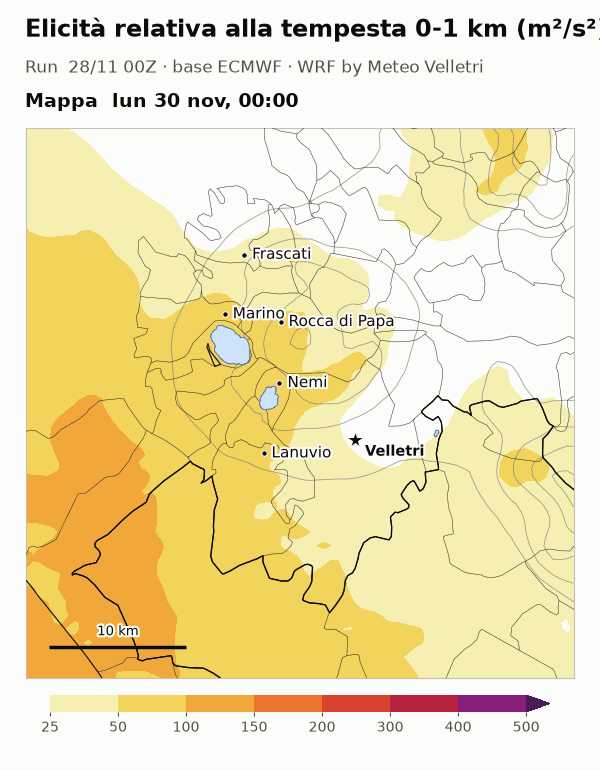 Elicità relativa alla tempesta 0-1 km (m²/s²)
Run 28/11 00Z · base ECMWF · WRF by Meteo Velletri
Mappa lun 30 nov, 00:00
Frascati
Marino
Rocca di Papa
Nemi
Velletri
Lanuvio
10 km
25 50 100 150 200 300 400 500